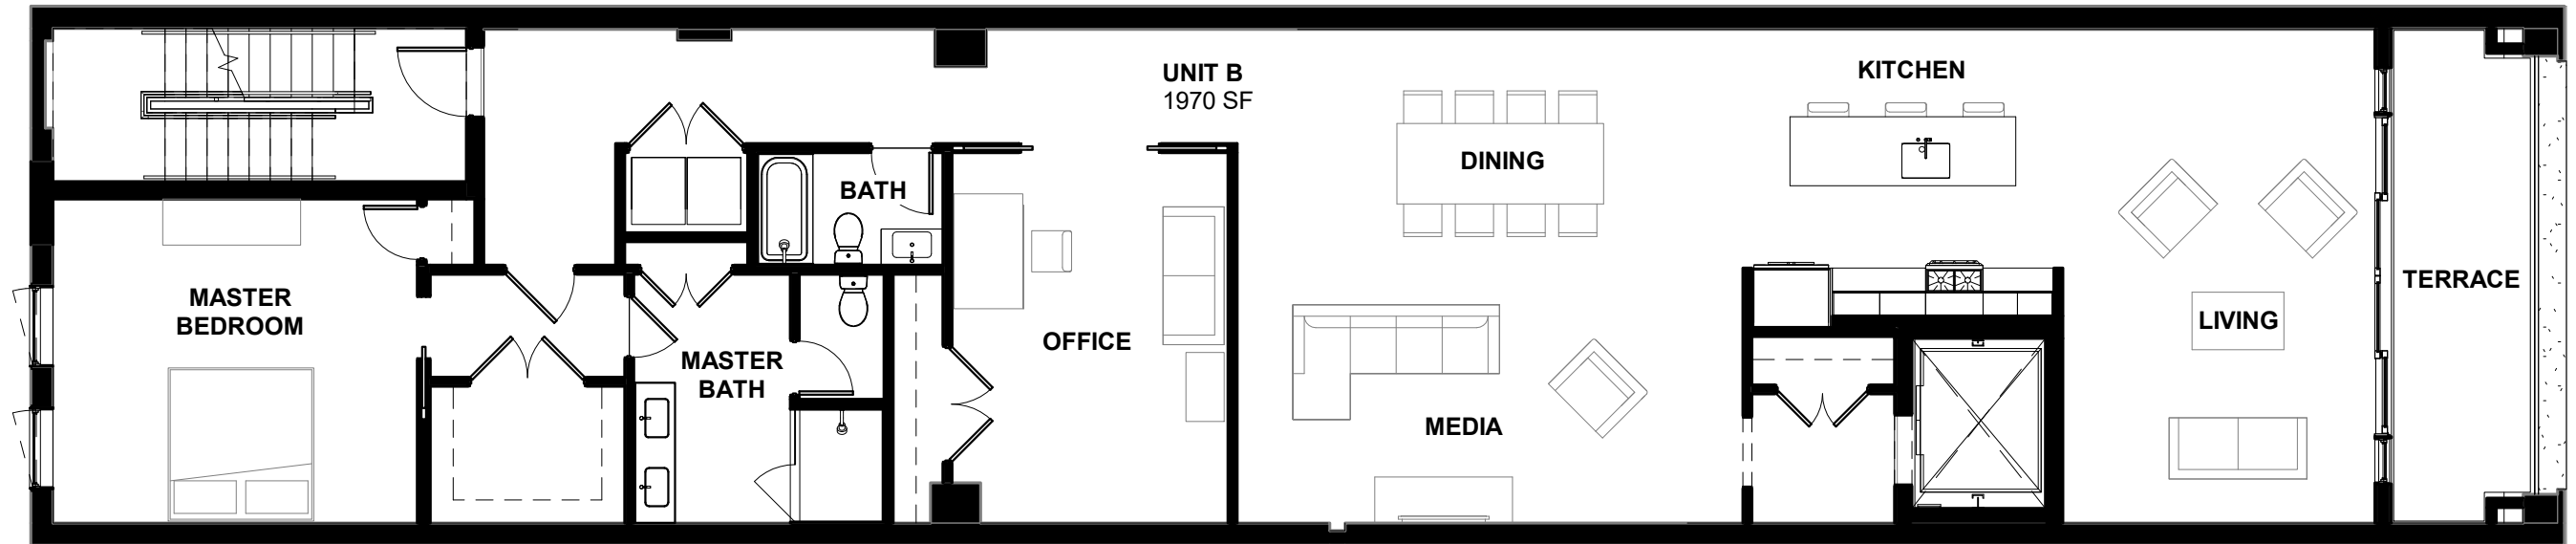 UNIT B
1970 SF
KITCHEN
DINING
BATH
MASTER
BEDROOM
TERRACE
LIVING
OFFICE
MASTER
BATH
MEDIA